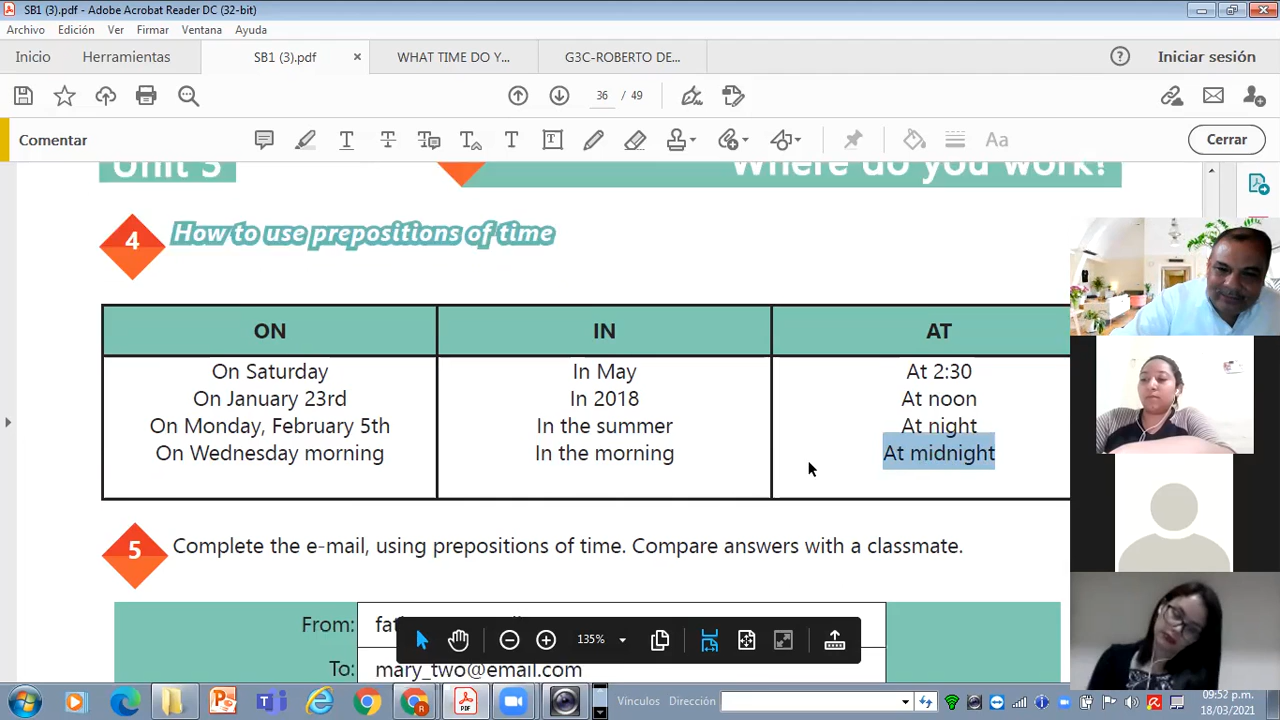 SB1 (3).pdf - Adobe Acrobat Reader DC (32-bit)
Archivo Edición Ver Firmar Ventana Ayuda
Inicio Herramientas SB1 (3).pdf × WHAT TIME DO Y... G3C-ROBERTO DE... Iniciar sesión
36 / 49
Comentar Aa Cerrar
Unit 3 Where do you work?
4 How to use prepositions of time
ON IN AT
On Saturday In May At 2:30
On January 23rd In 2018 At noon
On Monday, February 5th In the summer At night
On Wednesday morning In the morning At midnight
5 Complete the e-mail, using prepositions of time. Compare answers with a classmate.
From:
135%
To: mary_two@email.com
Vínculos Dirección 09:52 p.m.
18/03/2021